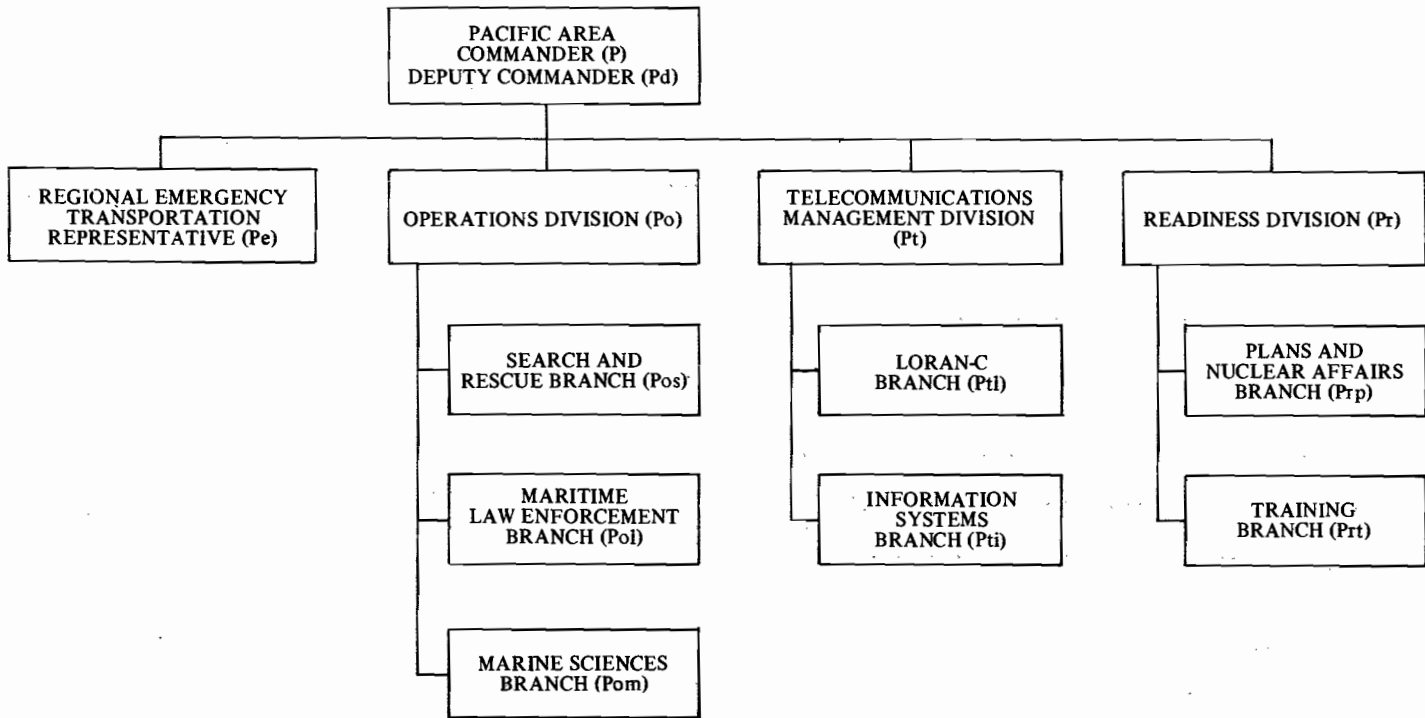 PACIFIC AREA
COMMANDER (P)
DEPUTY COMMANDER (Pd)
REGIONAL EMERGENCY
TRANSPORTATION
REPRESENTATIVE (Pe)
OPERATIONS DIVISION (Po)
TELECOMMUNICATIONS
MANAGEMENT DIVISION
(Pt)
READINESS DIVISION (Pr)
SEARCH AND
RESCUE BRANCH (Pos)
LORAN-C
BRANCH (Ptl)
PLANS AND
NUCLEAR AFFAIRS
BRANCH (Prp)
MARITIME
LAW ENFORCEMENT
BRANCH (Pol)
INFORMATION
SYSTEMS
BRANCH (Pti)
TRAINING
BRANCH (Prt)
MARINE SCIENCES
BRANCH (Pom)